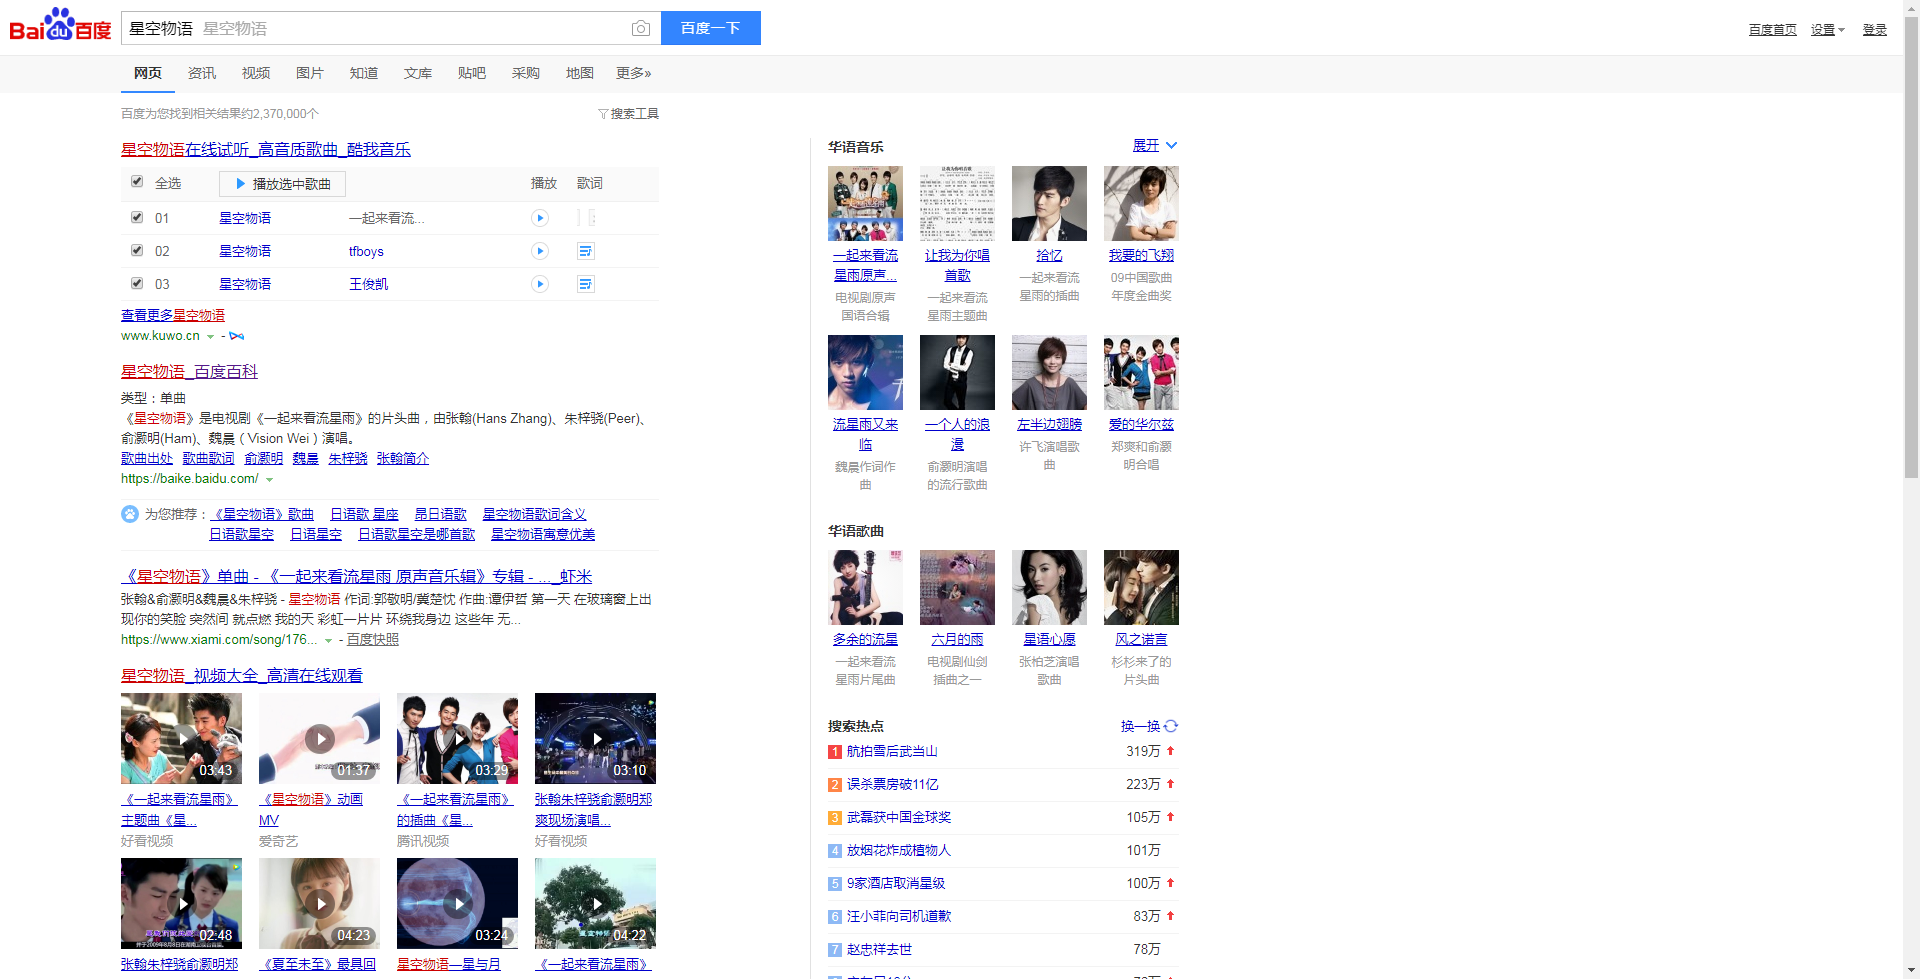 Baidu百度
星空物语 星空物语
百度一下
百度首页 设置 登录
网页 资讯 视频 图片 知道 文库 贴吧 采购 地图 更多»
百度为您找到相关结果约2,370,000个
搜索工具
星空物语在线试听_高音质歌曲_酷我音乐
全选 播放选中歌曲 播放 歌词
01 星空物语 一起来看流...
02 星空物语 tfboys
03 星空物语 王俊凯
查看更多星空物语
www.kuwo.cn -
星空物语_百度百科
类型：单曲
《星空物语》是电视剧《一起来看流星雨》的片头曲，由张翰(Hans Zhang)、朱梓骁(Peer)、
俞灏明(Ham)、魏晨（Vision Wei）演唱。
歌曲出处 歌曲歌词 俞灏明 魏晨 朱梓骁 张翰简介
https://baike.baidu.com/
为您推荐： 《星空物语》歌曲 日语歌 星座 昂日语歌 星空物语歌词含义
日语歌星空 日语星空 日语歌星空是哪首歌 星空物语寓意优美
《星空物语》单曲 - 《一起来看流星雨 原声音乐辑》专辑 - ..._虾米
张翰&俞灏明&魏晨&朱梓骁 - 星空物语 作词:郭敬明/冀楚忱 作曲:谭伊哲 第一天 在玻璃窗上出
现你的笑脸 突然间 就点燃 我的天 彩虹一片片 环绕我身边 这些年 无...
https://www.xiami.com/song/176... - 百度快照
星空物语_视频大全_高清在线观看
03:43 01:37 03:29 03:10
《一起来看流星雨》
主题曲《星...
好看视频
《星空物语》动画
MV
爱奇艺
《一起来看流星雨》
的插曲《星...
腾讯视频
张翰朱梓骁俞灏明郑
爽现场演唱...
好看视频
02:48 04:23 03:24 04:22
张翰朱梓骁俞灏明郑
《夏至未至》最具回
星空物语—星与月
《一起来看流星雨》
华语音乐 展开
一起来看流
星雨原声...
电视剧原声
国语合辑
让我为你唱
首歌
一起来看流
星雨主题曲
拾忆
一起来看流
星雨的插曲
我要的飞翔
09中国歌曲
年度金曲奖
流星雨又来
临
魏晨作词作
曲
一个人的浪
漫
俞灏明演唱
的流行歌曲
左半边翅膀
许飞演唱歌
曲
爱的华尔兹
郑爽和俞灏
明合唱
华语歌曲
多余的流星
一起来看流
星雨片尾曲
六月的雨
电视剧仙剑
插曲之一
星语心愿
张柏芝演唱
歌曲
风之诺言
杉杉来了的
片头曲
搜索热点 换一换
1 航拍雪后武当山 319万
2 误杀票房破11亿 223万
3 武磊获中国金球奖 105万
4 放烟花炸成植物人 101万
5 9家酒店取消星级 100万
6 汪小菲向司机道歉 83万
7 赵忠祥去世 78万